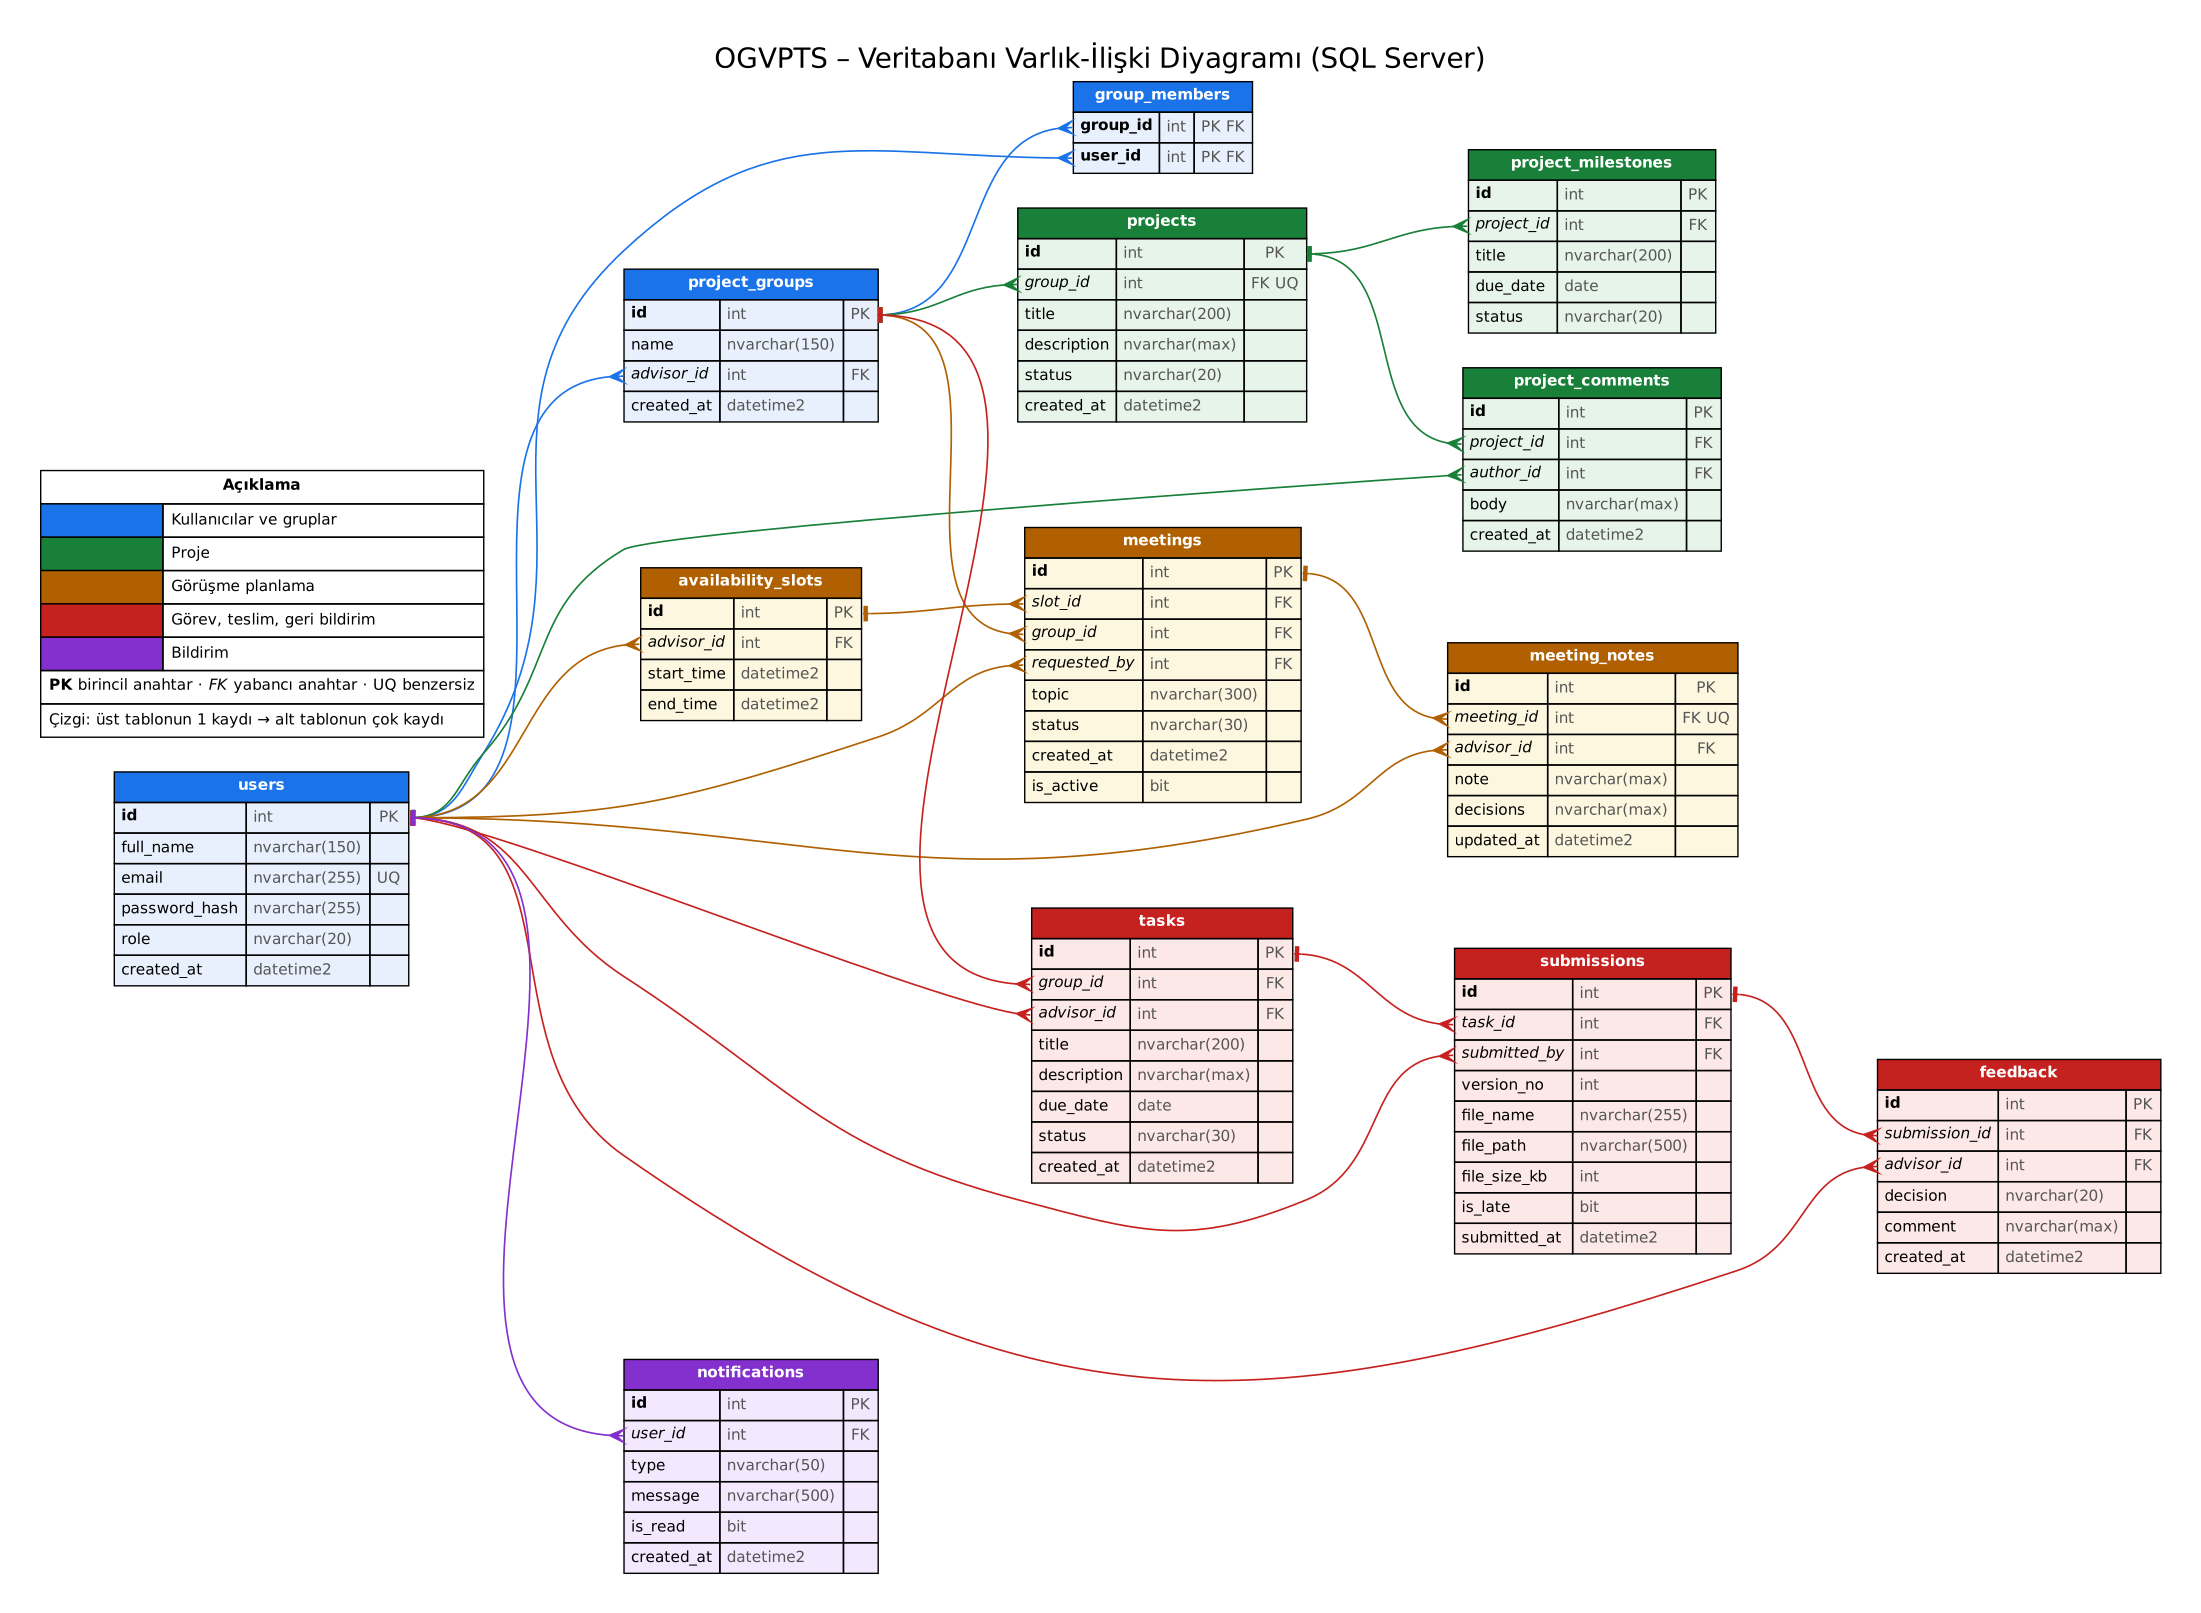 OGVPTS – Veritabanı Varlık-İlişki Diyagramı (SQL Server)
group_members
group_id int PK FK
user_id int PK FK
project_milestones
id int PK
project_id int FK
title nvarchar(200)
due_date date
status nvarchar(20)
projects
id int PK
group_id int FK UQ
title nvarchar(200)
description nvarchar(max)
status nvarchar(20)
created_at datetime2
project_groups
id int PK
name nvarchar(150)
advisor_id int FK
created_at datetime2
project_comments
id int PK
project_id int FK
author_id int FK
body nvarchar(max)
created_at datetime2
Açıklama
Kullanıcılar ve gruplar
Proje
Görüşme planlama
Görev, teslim, geri bildirim
Bildirim
PK birincil anahtar · FK yabancı anahtar · UQ benzersiz
Çizgi: üst tablonun 1 kaydı → alt tablonun çok kaydı
meetings
id int PK
slot_id int FK
group_id int FK
requested_by int FK
topic nvarchar(300)
status nvarchar(30)
created_at datetime2
is_active bit
availability_slots
id int PK
advisor_id int FK
start_time datetime2
end_time datetime2
meeting_notes
id int PK
meeting_id int FK UQ
advisor_id int FK
note nvarchar(max)
decisions nvarchar(max)
updated_at datetime2
users
id int PK
full_name nvarchar(150)
email nvarchar(255) UQ
password_hash nvarchar(255)
role nvarchar(20)
created_at datetime2
tasks
id int PK
group_id int FK
advisor_id int FK
title nvarchar(200)
description nvarchar(max)
due_date date
status nvarchar(30)
created_at datetime2
submissions
id int PK
task_id int FK
submitted_by int FK
version_no int
file_name nvarchar(255)
file_path nvarchar(500)
file_size_kb int
is_late bit
submitted_at datetime2
feedback
id int PK
submission_id int FK
advisor_id int FK
decision nvarchar(20)
comment nvarchar(max)
created_at datetime2
notifications
id int PK
user_id int FK
type nvarchar(50)
message nvarchar(500)
is_read bit
created_at datetime2